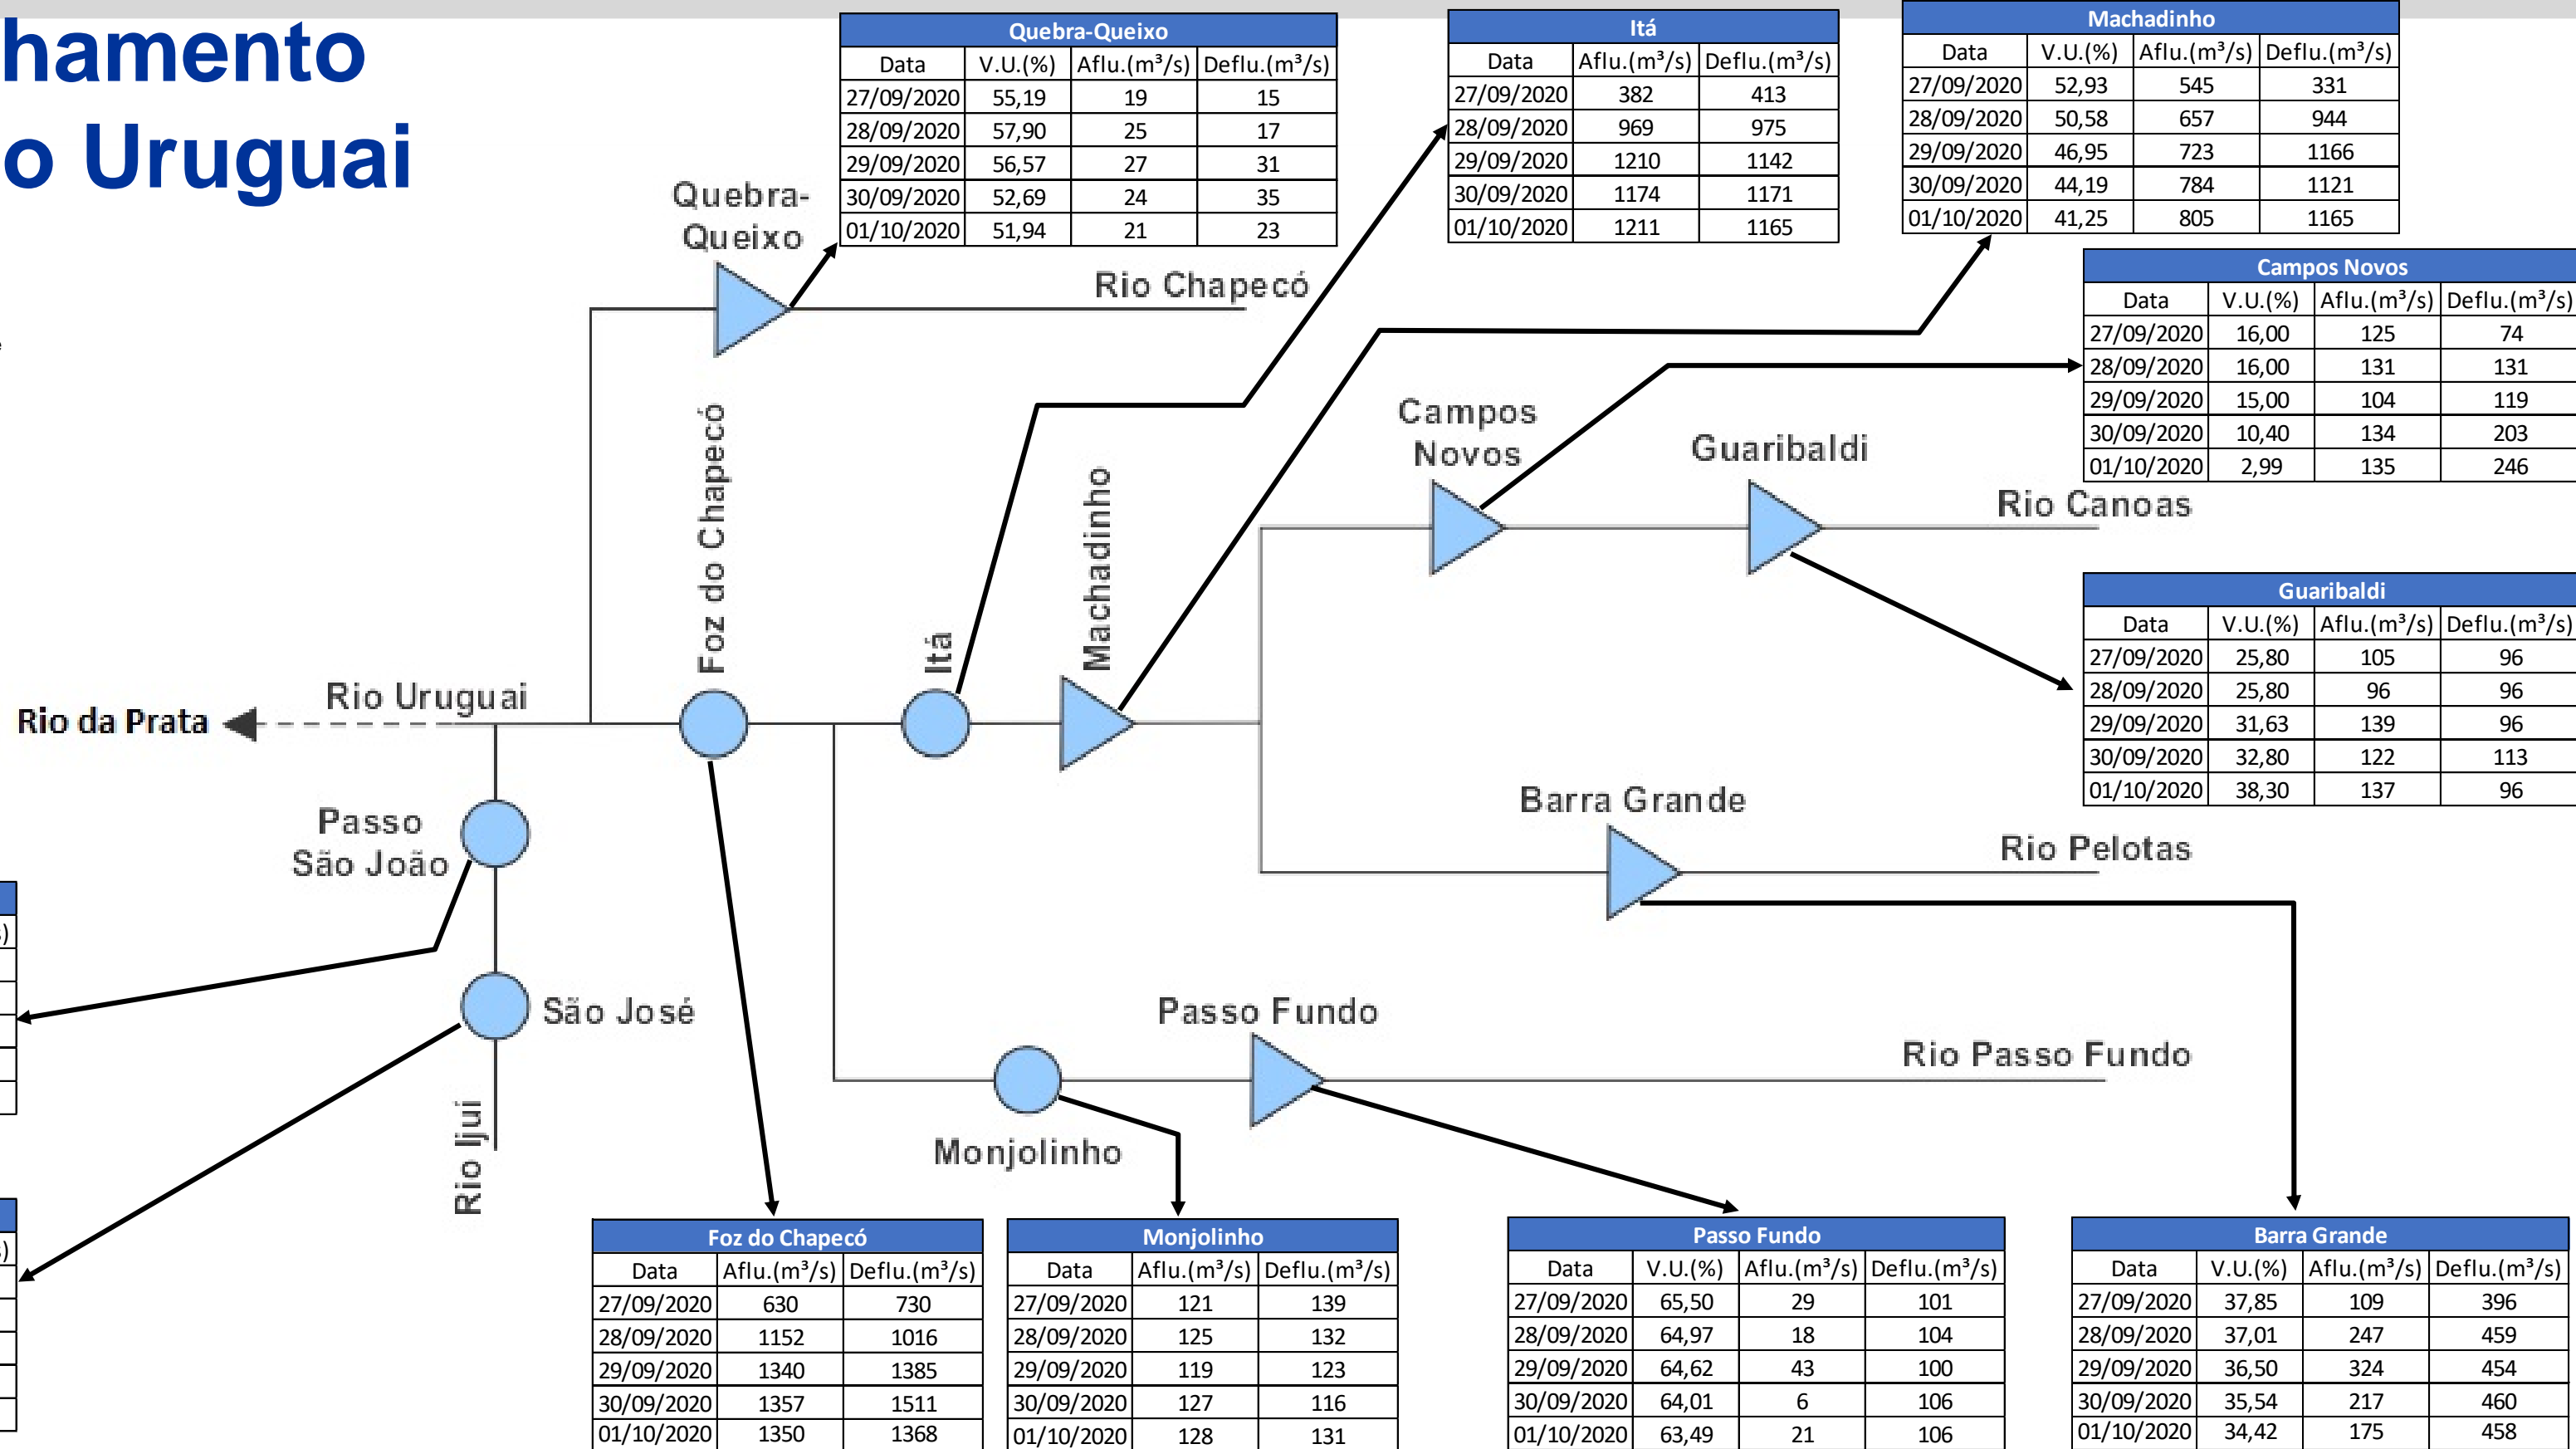 hamento
o Uruguai
Quebra-Queixo
Data V.U.(%) Aflu.(m³/s) Deflu.(m³/s)
27/09/2020 55,19 19 15
28/09/2020 57,90 25 17
29/09/2020 56,57 27 31
30/09/2020 52,69 24 35
01/10/2020 51,94 21 23
Itá
Data Aflu.(m³/s) Deflu.(m³/s)
27/09/2020 382 413
28/09/2020 969 975
29/09/2020 1210 1142
30/09/2020 1174 1171
01/10/2020 1211 1165
Machadinho
Data V.U.(%) Aflu.(m³/s) Deflu.(m³/s)
27/09/2020 52,93 545 331
28/09/2020 50,58 657 944
29/09/2020 46,95 723 1166
30/09/2020 44,19 784 1121
01/10/2020 41,25 805 1165
Campos Novos
Data V.U.(%) Aflu.(m³/s) Deflu.(m³/s)
27/09/2020 16,00 125 74
28/09/2020 16,00 131 131
29/09/2020 15,00 104 119
30/09/2020 10,40 134 203
01/10/2020 2,99 135 246
Guaribaldi
Data V.U.(%) Aflu.(m³/s) Deflu.(m³/s)
27/09/2020 25,80 105 96
28/09/2020 25,80 96 96
29/09/2020 31,63 139 96
30/09/2020 32,80 122 113
01/10/2020 38,30 137 96
Quebra-
Queixo
Rio Chapecó
Foz do Chapecó
Itá
Machadinho
Campos
Novos
Guaribaldi
Rio Canoas
Rio da Prata
Rio Uruguai
Barra Grande
Rio Pelotas
Passo
São João
São José
Rio Ijui
Passo Fundo
Rio Passo Fundo
Monjolinho
s)
s)
Foz do Chapecó
Data Aflu.(m³/s) Deflu.(m³/s)
27/09/2020 630 730
28/09/2020 1152 1016
29/09/2020 1340 1385
30/09/2020 1357 1511
01/10/2020 1350 1368
Monjolinho
Data Aflu.(m³/s) Deflu.(m³/s)
27/09/2020 121 139
28/09/2020 125 132
29/09/2020 119 123
30/09/2020 127 116
01/10/2020 128 131
Passo Fundo
Data V.U.(%) Aflu.(m³/s) Deflu.(m³/s)
27/09/2020 65,50 29 101
28/09/2020 64,97 18 104
29/09/2020 64,62 43 100
30/09/2020 64,01 6 106
01/10/2020 63,49 21 106
Barra Grande
Data V.U.(%) Aflu.(m³/s) Deflu.(m³/s)
27/09/2020 37,85 109 396
28/09/2020 37,01 247 459
29/09/2020 36,50 324 454
30/09/2020 35,54 217 460
01/10/2020 34,42 175 458